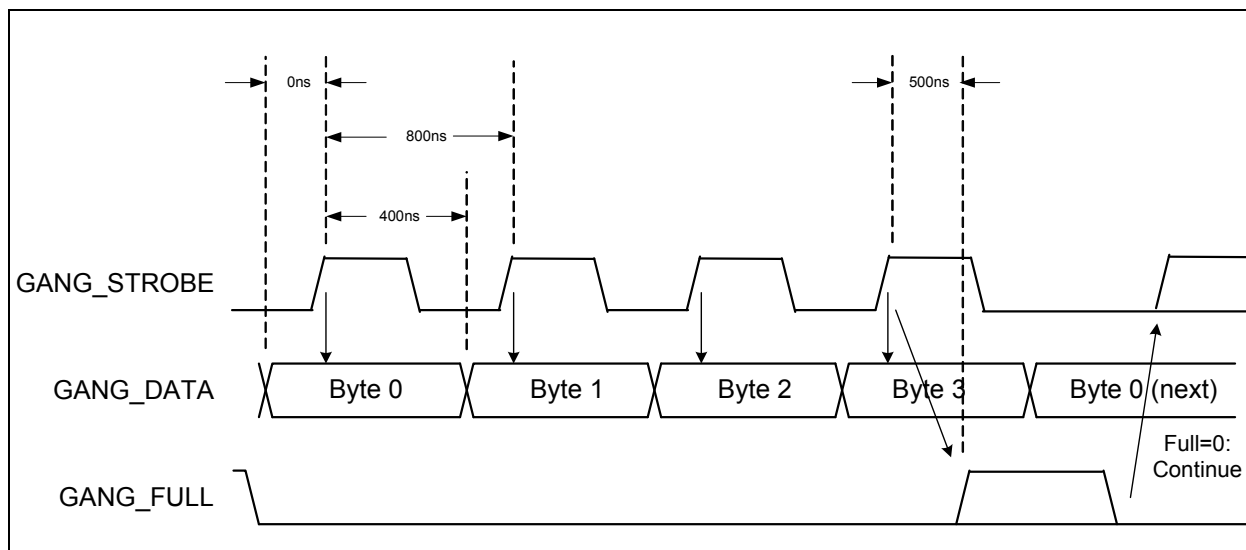 0ns
500ns
800ns
400ns
GANG_STROBE
GANG_DATA
Byte 0
Byte 1
Byte 2
Byte 3
Byte 0 (next)
Full=0:
Continue
GANG_FULL